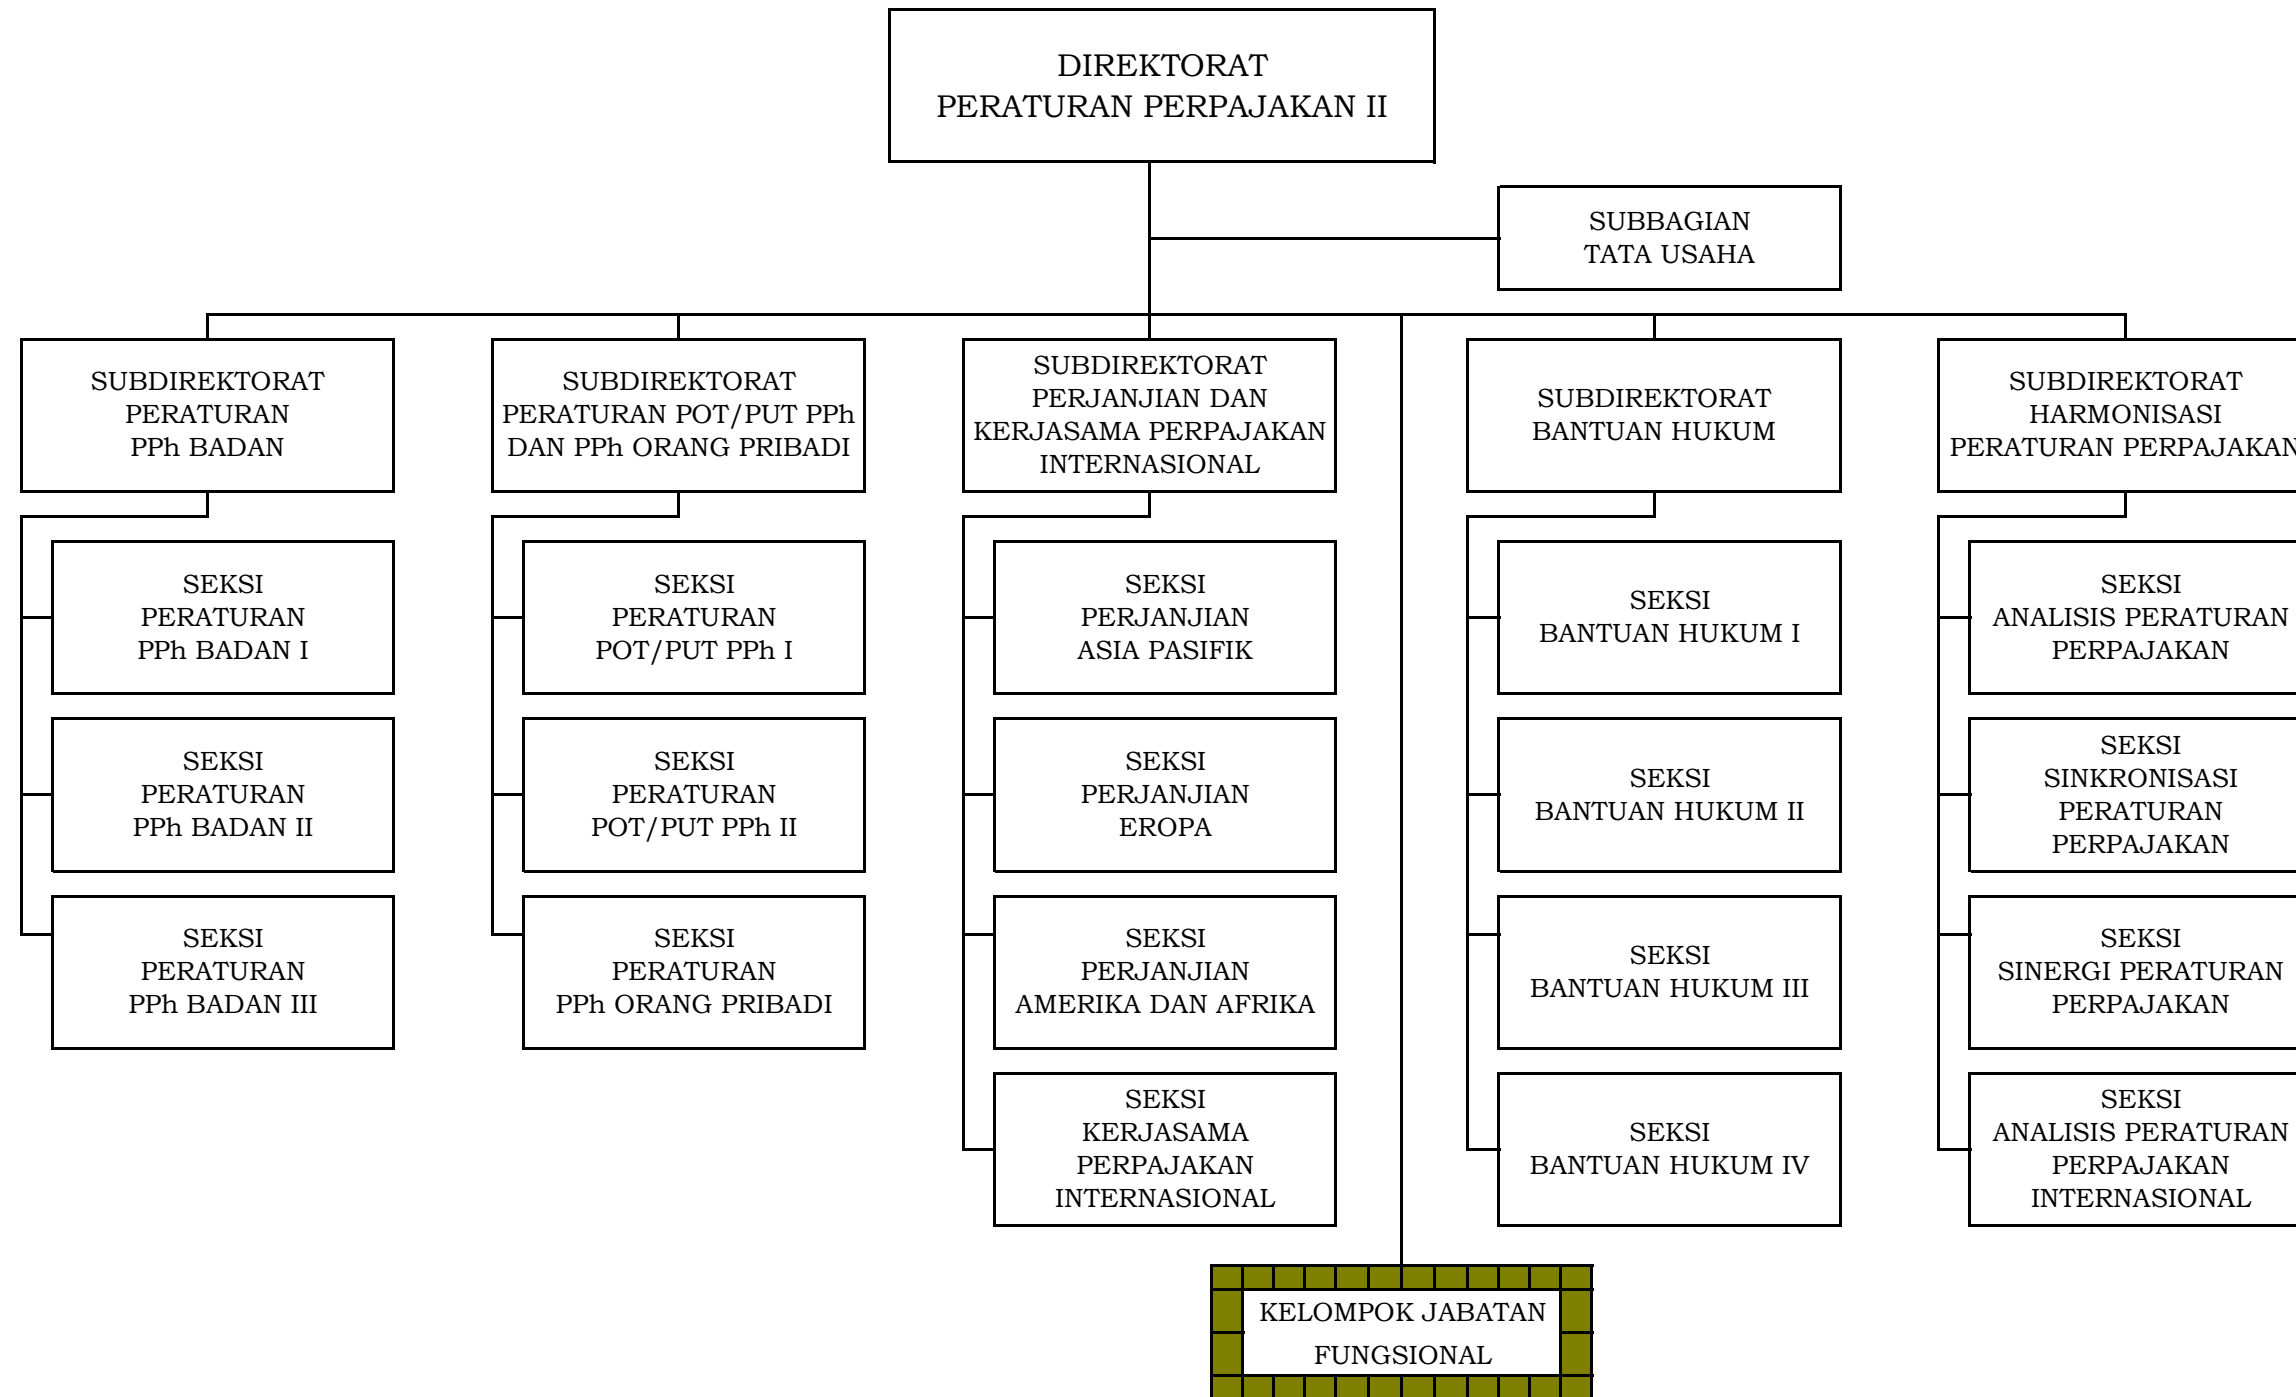 DIREKTORAT
PERATURAN PERPAJAKAN II
SUBBAGIAN
TATA USAHA
SUBDIREKTORAT
PERATURAN
PPh BADAN
SUBDIREKTORAT
PERATURAN POT/PUT PPh
DAN PPh ORANG PRIBADI
SUBDIREKTORAT
PERJANJIAN DAN
KERJASAMA PERPAJAKAN
INTERNASIONAL
SUBDIREKTORAT
BANTUAN HUKUM
SUBDIREKTORAT
HARMONISASI
PERATURAN PERPAJAKAN
SEKSI
PERATURAN
PPh BADAN I
SEKSI
PERATURAN
POT/PUT PPh I
SEKSI
PERJANJIAN
ASIA PASIFIK
SEKSI
BANTUAN HUKUM I
SEKSI
ANALISIS PERATURAN
PERPAJAKAN
SEKSI
PERATURAN
PPh BADAN II
SEKSI
PERATURAN
POT/PUT PPh II
SEKSI
PERJANJIAN
EROPA
SEKSI
BANTUAN HUKUM II
SEKSI
SINKRONISASI
PERATURAN
PERPAJAKAN
SEKSI
PERATURAN
PPh BADAN III
SEKSI
PERATURAN
PPh ORANG PRIBADI
SEKSI
PERJANJIAN
AMERIKA DAN AFRIKA
SEKSI
BANTUAN HUKUM III
SEKSI
SINERGI PERATURAN
PERPAJAKAN
SEKSI
KERJASAMA
PERPAJAKAN
INTERNASIONAL
SEKSI
BANTUAN HUKUM IV
SEKSI
ANALISIS PERATURAN
PERPAJAKAN
INTERNASIONAL
KELOMPOK JABATAN
FUNGSIONAL